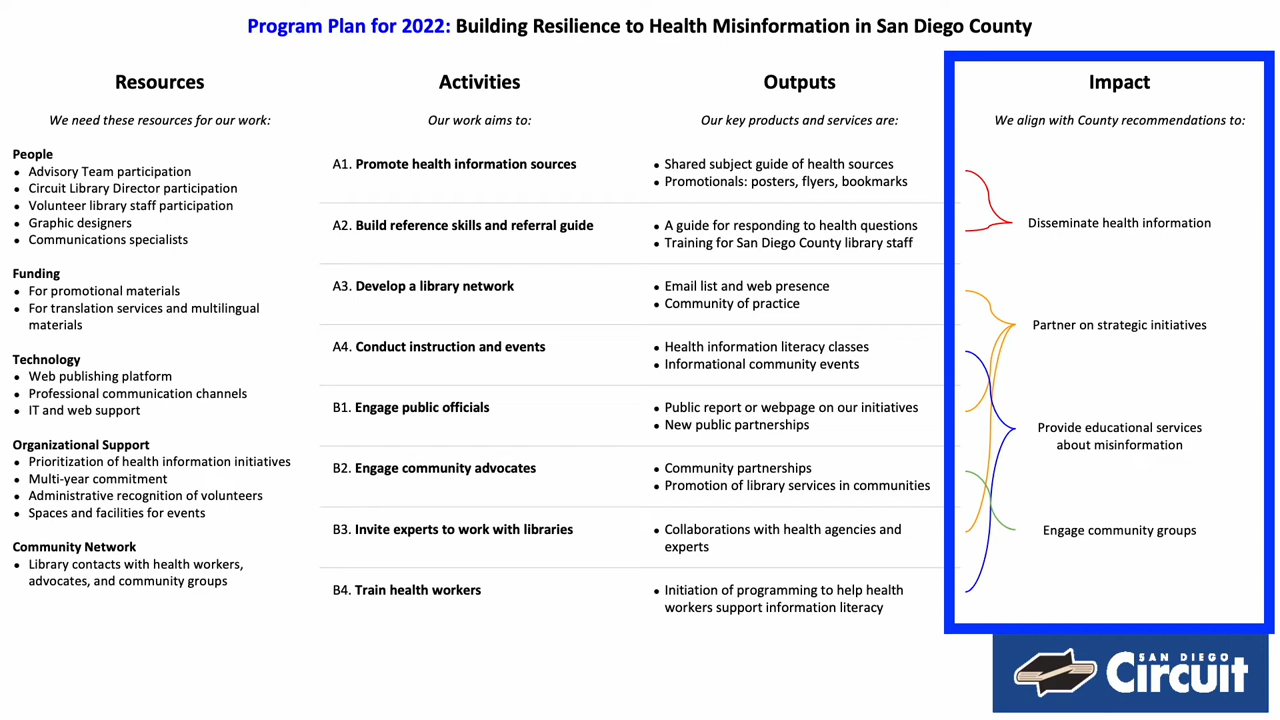 Program Plan for 2022: Building Resilience to Health Misinformation in San Diego County
Resources
We need these resources for our work:
People
• Advisory Team participation
• Circuit Library Director participation
• Volunteer library staff participation
• Graphic designers
• Communications specialists
Funding
• For promotional materials
• For translation services and multilingual
materials
Technology
• Web publishing platform
• Professional communication channels
• IT and web support
Organizational Support
• Prioritization of health information initiatives
• Multi-year commitment
• Administrative recognition of volunteers
• Spaces and facilities for events
Community Network
• Library contacts with health workers,
advocates, and community groups
Activities
Our work aims to:
A1. Promote health information sources
A2. Build reference skills and referral guide
A3. Develop a library network
A4. Conduct instruction and events
B1. Engage public officials
B2. Engage community advocates
B3. Invite experts to work with libraries
B4. Train health workers
Outputs
Our key products and services are:
• Shared subject guide of health sources
• Promotionals: posters, flyers, bookmarks
• A guide for responding to health questions
• Training for San Diego County library staff
• Email list and web presence
• Community of practice
• Health information literacy classes
• Informational community events
• Public report or webpage on our initiatives
• New public partnerships
• Community partnerships
• Promotion of library services in communities
• Collaborations with health agencies and
experts
• Initiation of programming to help health
workers support information literacy
Impact
We align with County recommendations to:
Disseminate health information
Partner on strategic initiatives
Provide educational services
about misinformation
Engage community groups
SAN DIEGO
Circuit